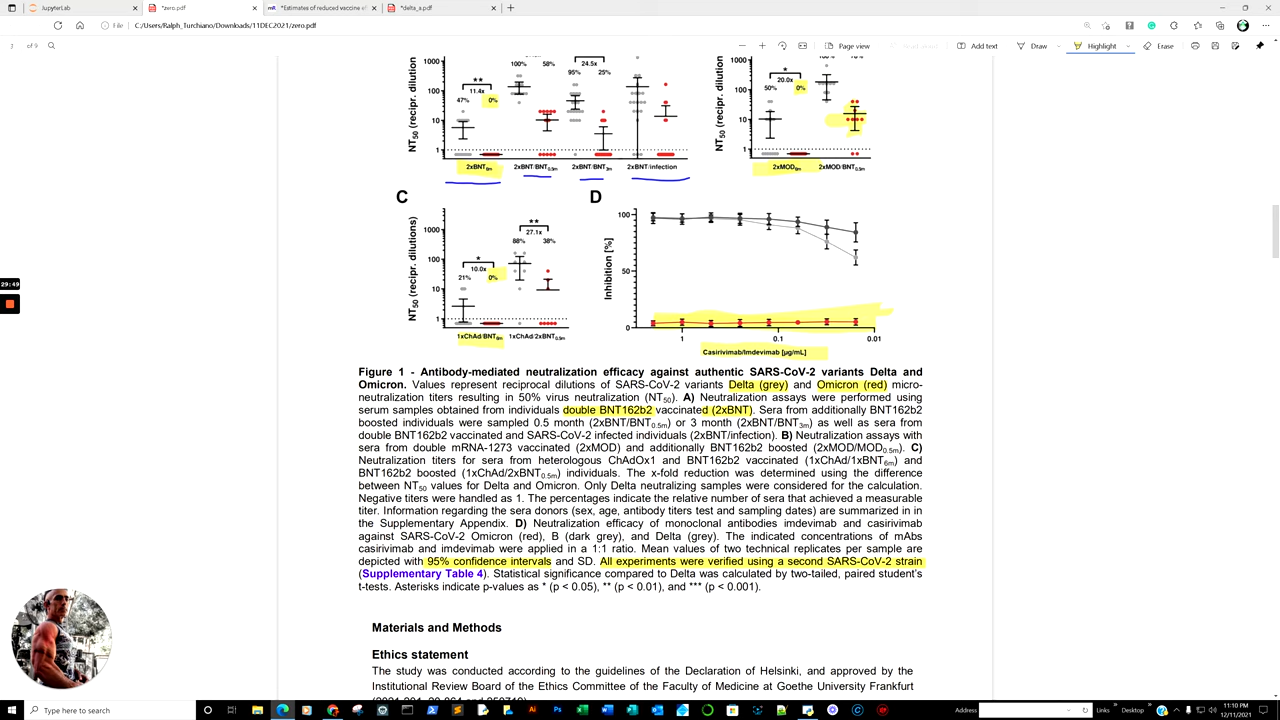 JupyterLab
*zero.pdf
*Estimates of reduced vaccine ef
*delta_a.pdf
File
C:/Users/Ralph_Turchiano/Downloads/11DEC2021/zero.pdf
of 9
Page view
Add text
Draw
Highlight
Erase
NT50 (recipr. dilution
1000
100
10
1
**
11.4x
47%
0%
100%
58%
24.5x
95%
25%
2xBNT6m
2xBNT/BNT0.5m
2xBNT/BNT3m
2xBNT/infection
NT50 (recipr. dilution
1000
100
10
1
*
20.0x
50%
0%
2xMOD6m
2xMOD/BNT0.5m
C
NT50 (recipr. dilutions)
1000
100
10
1
*
10.0x
21%
0%
**
27.1x
88%
38%
1xChAd/BNT6m
1xChAd/2xBNT0.5m
D
Inhibition [%]
100
50
0
1
0.1
0.01
Casirivimab/Imdevimab [µg/mL]
Figure 1 - Antibody-mediated neutralization efficacy against authentic SARS-CoV-2 variants Delta and
Omicron. Values represent reciprocal dilutions of SARS-CoV-2 variants Delta (grey) and Omicron (red) micro-
neutralization titers resulting in 50% virus neutralization (NT50). A) Neutralization assays were performed using
serum samples obtained from individuals double BNT162b2 vaccinated (2xBNT). Sera from additionally BNT162b2
boosted individuals were sampled 0.5 month (2xBNT/BNT0.5m) or 3 month (2xBNT/BNT3m) as well as sera from
double BNT162b2 vaccinated and SARS-CoV-2 infected individuals (2xBNT/infection). B) Neutralization assays with
sera from double mRNA-1273 vaccinated (2xMOD) and additionally BNT162b2 boosted (2xMOD/MOD0.5m). C)
Neutralization titers for sera from heterologous ChAdOx1 and BNT162b2 vaccinated (1xChAd/1xBNT6m) and
BNT162b2 boosted (1xChAd/2xBNT0.5m) individuals. The x-fold reduction was determined using the difference
between NT50 values for Delta and Omicron. Only Delta neutralizing samples were considered for the calculation.
Negative titers were handled as 1. The percentages indicate the relative number of sera that achieved a measurable
titer. Information regarding the sera donors (sex, age, antibody titers test and sampling dates) are summarized in in
the Supplementary Appendix. D) Neutralization efficacy of monoclonal antibodies imdevimab and casirivimab
against SARS-CoV-2 Omicron (red), B (dark grey), and Delta (grey). The indicated concentrations of mAbs
casirivimab and imdevimab were applied in a 1:1 ratio. Mean values of two technical replicates per sample are
depicted with 95% confidence intervals and SD. All experiments were verified using a second SARS-CoV-2 strain
(Supplementary Table 4). Statistical significance compared to Delta was calculated by two-tailed, paired student's
t-tests. Asterisks indicate p-values as * (p < 0.05), ** (p < 0.01), and *** (p < 0.001).
Materials and Methods
Ethics statement
The study was conducted according to the guidelines of the Declaration of Helsinki, and approved by the
Institutional Review Board of the Ethics Committee of the Faculty of Medicine at Goethe University Frankfurt
29:49
Type here to search
Address
Links
Desktop
11:10 PM
12/11/2021